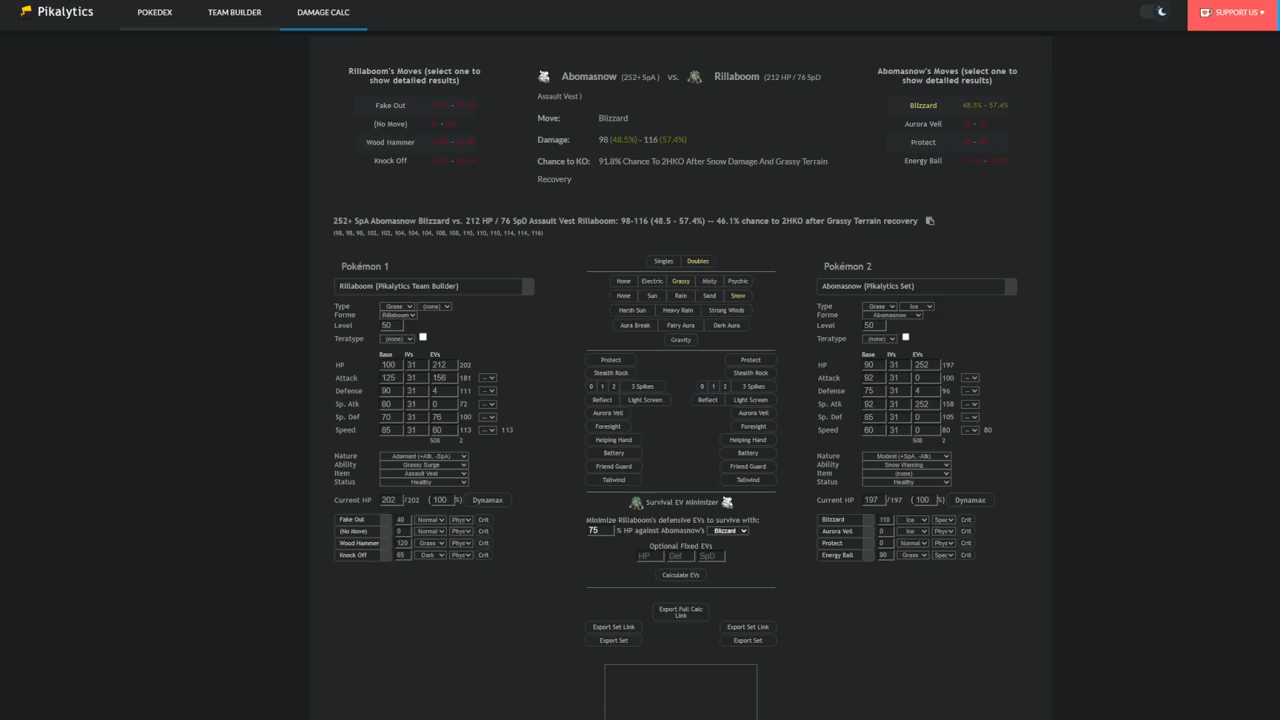 Pikalytics
POKEDEX
TEAM BUILDER
DAMAGE CALC
SUPPORT US ♥
Rillaboom's Moves (select one to
show detailed results)
Fake Out
(No Move)
Wood Hammer
Knock Off
Abomasnow (252+ SpA ) VS. Rillaboom (212 HP / 76 SpD
Assault Vest )
Move: Blizzard
Damage: 98 (48.5%) - 116 (57.4%)
Chance to KO: 91.8% Chance To 2HKO After Snow Damage And Grassy Terrain
Recovery
Abomasnow's Moves (select one to
show detailed results)
Blizzard 48.5% - 57.4%
Aurora Veil
Protect
Energy Ball
252+ SpA Abomasnow Blizzard vs. 212 HP / 76 SpD Assault Vest Rillaboom: 98-116 (48.5 - 57.4%) -- 46.1% chance to 2HKO after Grassy Terrain recovery
(98, 98, 90, 102, 102, 104, 104, 104, 108, 108, 110, 110, 110, 114, 114, 116)
Pokémon 1
Rillaboom (Pikalytics Team Builder)
Type Grass (none)
Forme Rillaboom
Level 50
Teratype (none)
Base IVs EVs
HP 100 31 212 202
Attack 125 31 156 181 --
Defense 90 31 4 111 --
Sp. Atk 60 31 0 72 --
Sp. Def 70 31 76 100 --
Speed 85 31 60 113 -- 113
508 2
Nature Adamant (+Atk, -SpA)
Ability Grassy Surge
Item Assault Vest
Status Healthy
Current HP 202 /202 ( 100 %) Dynamax
Fake Out 40 Normal Phys Crit
(No Move) 0 Normal Phys Crit
Wood Hammer 120 Grass Phys Crit
Knock Off 65 Dark Phys Crit
Singles Doubles
None Electric Grassy Misty Psychic
None Sun Rain Sand Snow
Harsh Sun Heavy Rain Strong Winds
Aura Break Fairy Aura Dark Aura
Gravity
Protect Protect
Stealth Rock Stealth Rock
0 1 2 3 Spikes 0 1 2 3 Spikes
Reflect Light Screen Reflect Light Screen
Aurora Veil Aurora Veil
Foresight Foresight
Helping Hand Helping Hand
Battery Battery
Friend Guard Friend Guard
Tailwind Tailwind
Survival EV Minimizer
Minimize Rillaboom's defensive EVs to survive with:
75 % HP against Abomasnow's Blizzard
Optional Fixed EVs
HP Def SpD
Calculate EVs
Export Full Calc
Link
Export Set Link Export Set Link
Export Set Export Set
Pokémon 2
Abomasnow (Pikalytics Set)
Type Grass Ice
Forme Abomasnow
Level 50
Teratype (none)
Base IVs EVs
HP 90 31 252 197
Attack 92 31 0 100 --
Defense 75 31 4 96 --
Sp. Atk 92 31 252 158 --
Sp. Def 85 31 0 105 --
Speed 60 31 0 80 -- 80
508 2
Nature Modest (+SpA, -Atk)
Ability Snow Warning
Item (none)
Status Healthy
Current HP 197 /197 ( 100 %) Dynamax
Blizzard 110 Ice Spec Crit
Aurora Veil 0 Ice Spec Crit
Protect 0 Normal Phys Crit
Energy Ball 90 Grass Spec Crit